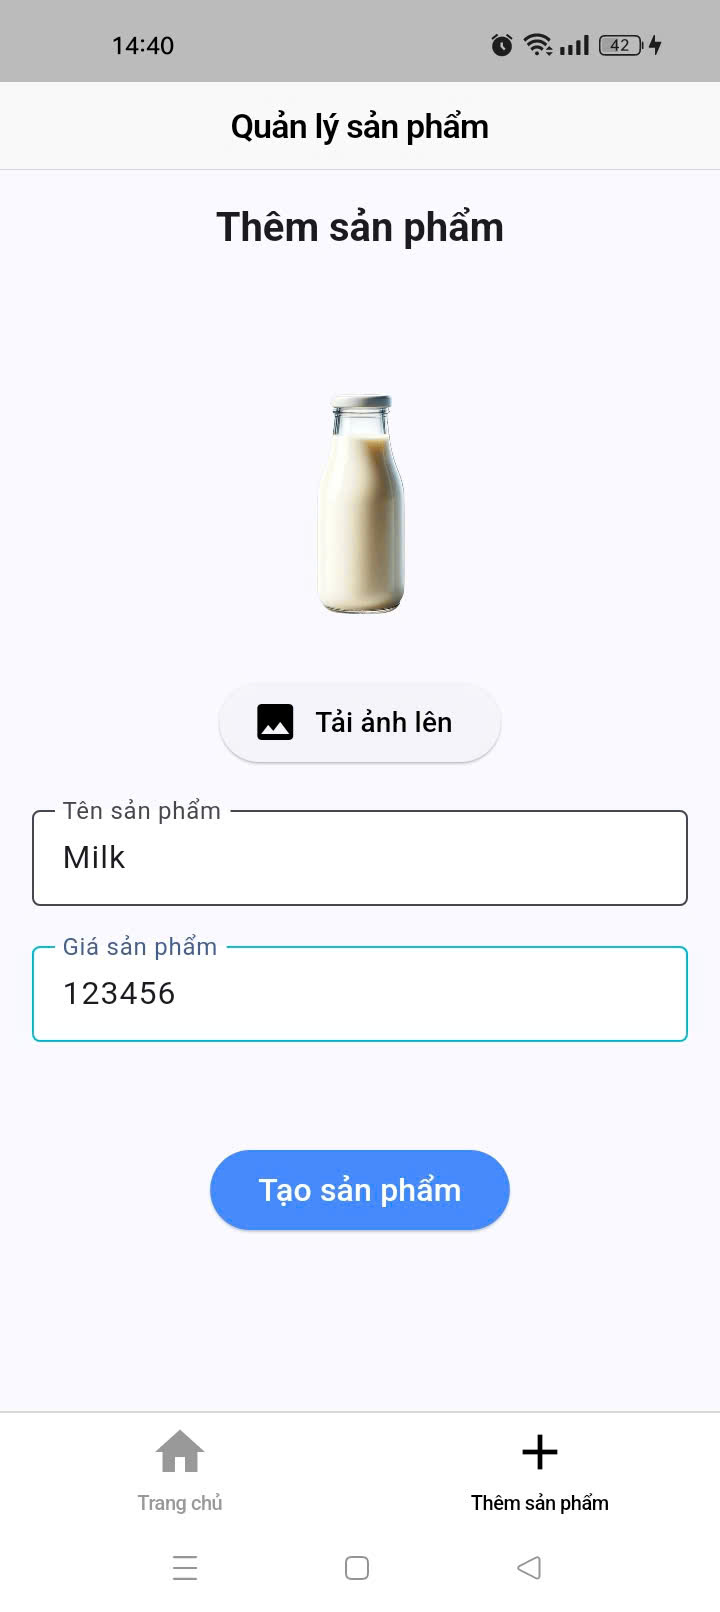 14:40
42
Quản lý sản phẩm
Thêm sản phẩm
Tải ảnh lên
Tên sản phẩm
Milk
Giá sản phẩm
123456
Tạo sản phẩm
Trang chủ
Thêm sản phẩm